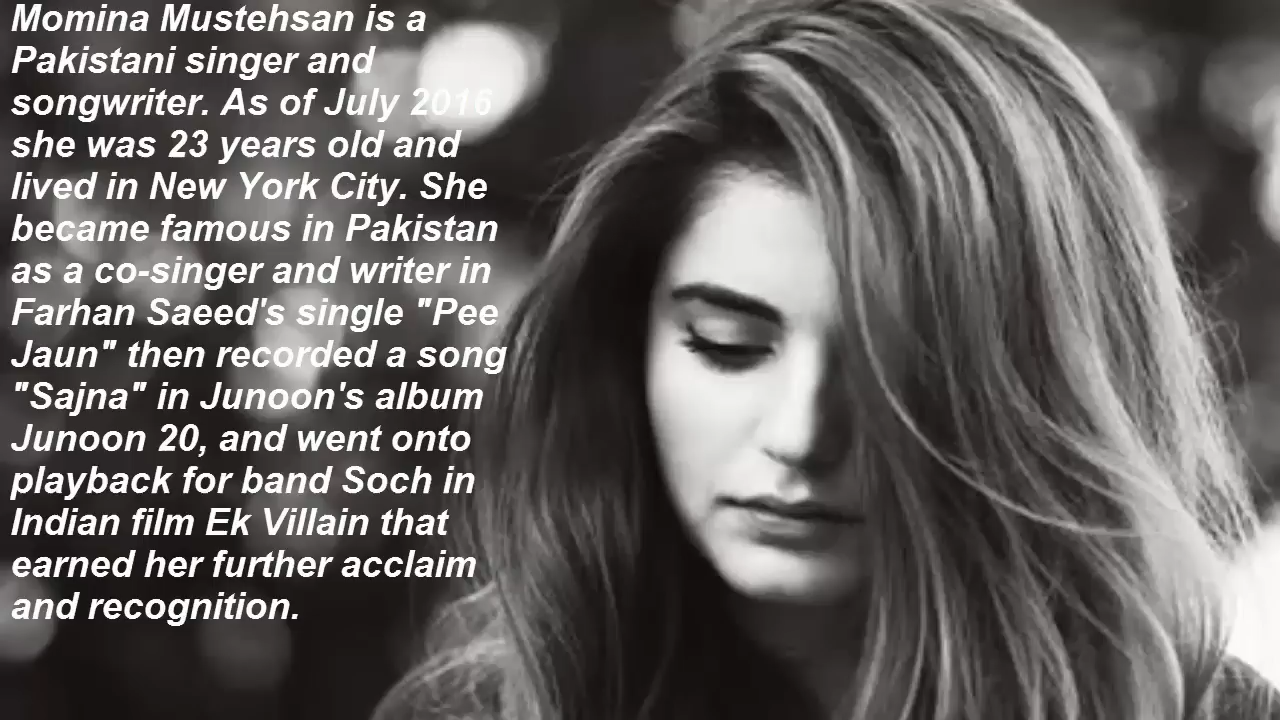 Momina Mustehsan is a
Pakistani singer and
songwriter. As of July 2016
she was 23 years old and
lived in New York City. She
became famous in Pakistan
as a co-singer and writer in
Farhan Saeed's single "Pee
Jaun" then recorded a song
"Sajna" in Junoon's album
Junoon 20, and went onto
playback for band Soch in
Indian film Ek Villain that
earned her further acclaim
and recognition.